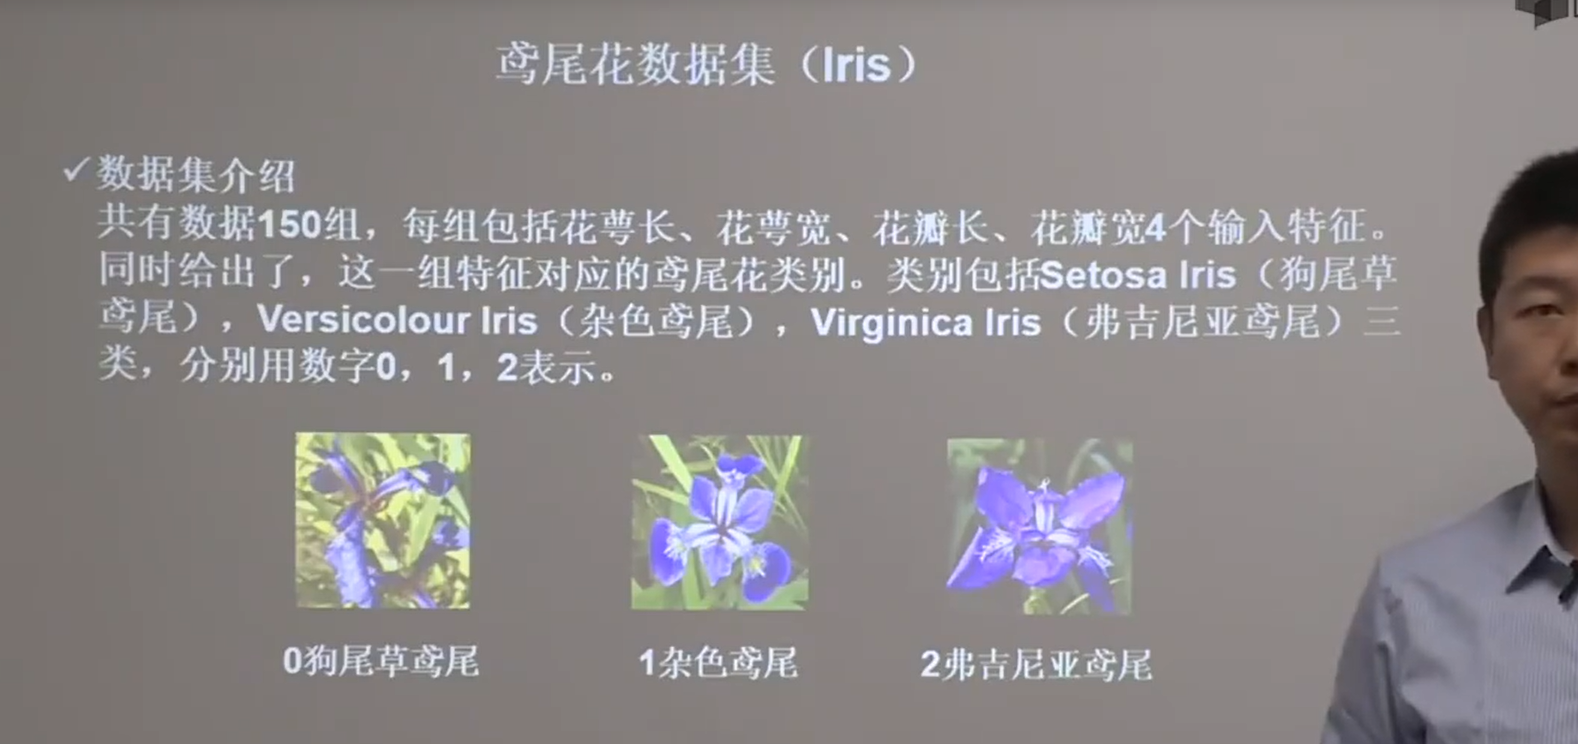 鸢尾花数据集（Iris）
✓数据集介绍
共有数据150组，每组包括花萼长、花萼宽、花瓣长、花瓣宽4个输入特征。
同时给出了，这一组特征对应的鸢尾花类别。类别包括Setosa Iris（狗尾草
鸢尾），Versicolour Iris（杂色鸢尾），Virginica Iris（弗吉尼亚鸢尾）三
类，分别用数字0，1，2表示。
0狗尾草鸢尾
1杂色鸢尾
2弗吉尼亚鸢尾